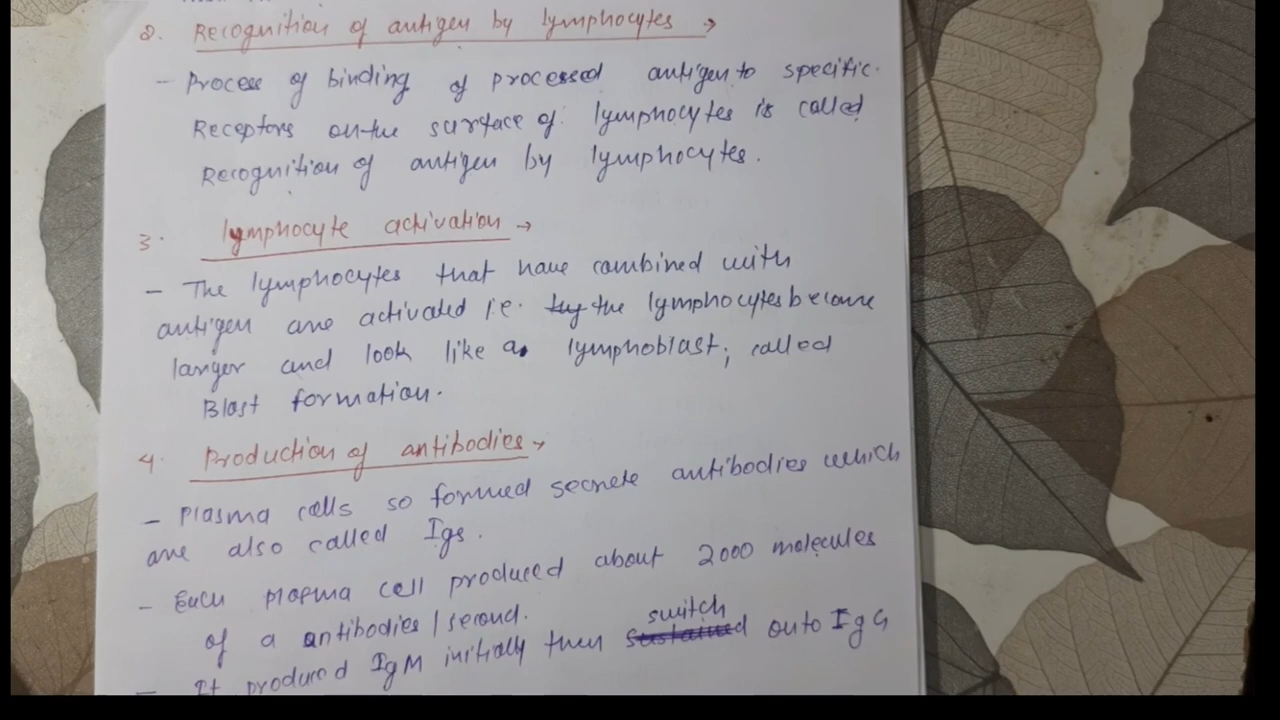 2. Recognition of antigen by lymphocytes →
- Process of binding of processed antigen to specific.
Receptors on the surface of lymphocytes is called
Recognition of antigen by lymphocytes.
3. lymphocyte activation →
- The lymphocytes that have combined with
antigen are activated i.e. the lymphocytes become
larger and look like a lymphoblast, called
Blast formation.
4. Production of antibodies →
- Plasma cells so formed secrete antibodies which
are also called Igs.
- Each plasma cell produced about 2000 molecules
of a antibodies / second.
- It produced IgM initially then switch onto IgG